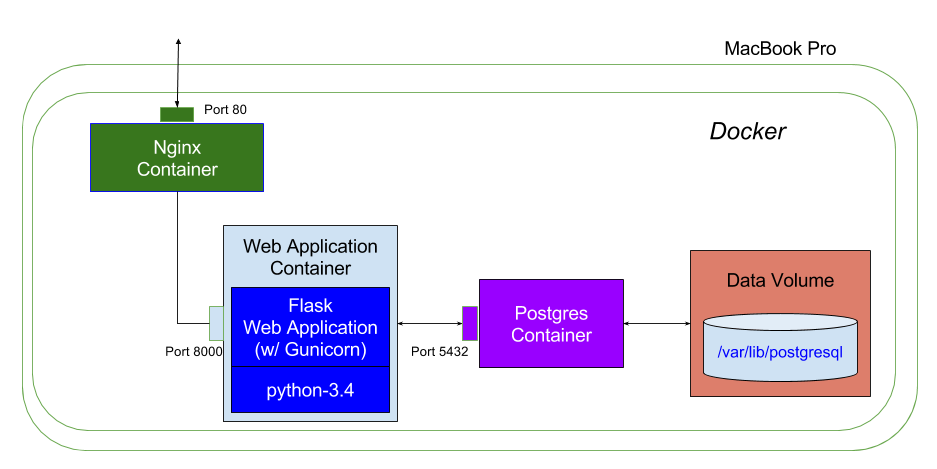 MacBook Pro
Port 80
Docker
Nginx
Container
Web Application
Container
Flask
Web Application
(w/ Gunicorn)
python-3.4
Port 8000
Port 5432
Postgres
Container
Data Volume
/var/lib/postgresql